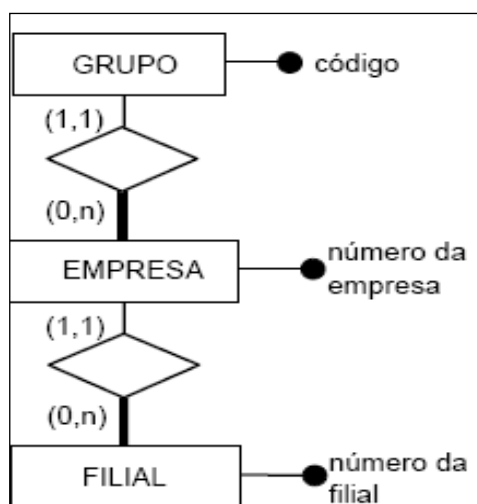 GRUPO
código
(1,1)
(0,n)
EMPRESA
número da
empresa
(1,1)
(0,n)
FILIAL
número da
filial